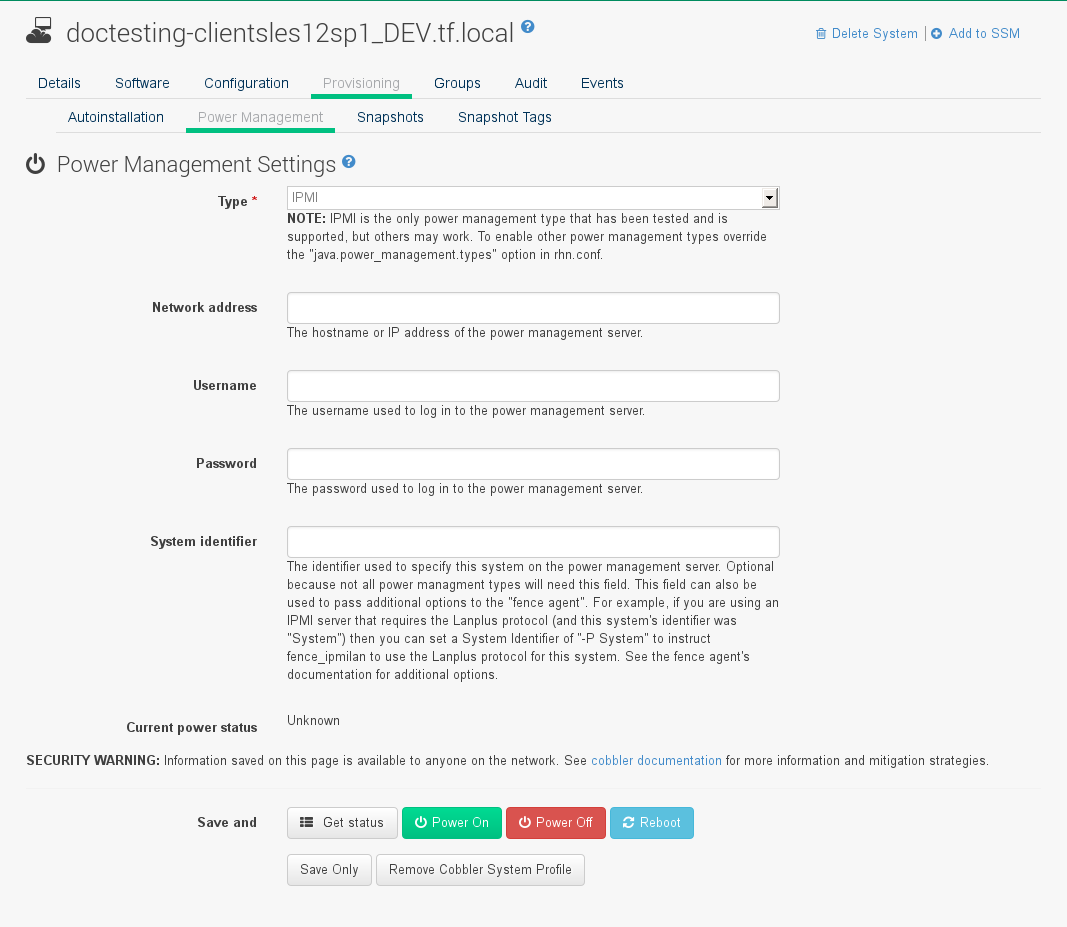 doctesting-clientsles12sp1_DEV.tf.local ?
Delete System | Add to SSM
Details Software Configuration Provisioning Groups Audit Events
Autoinstallation Power Management Snapshots Snapshot Tags
Power Management Settings ?
Type * IPMI
NOTE: IPMI is the only power management type that has been tested and is
supported, but others may work. To enable other power management types override
the "java.power_management.types" option in rhn.conf.
Network address
The hostname or IP address of the power management server.
Username
The username used to log in to the power management server.
Password
The password used to log in to the power management server.
System identifier
The identifier used to specify this system on the power management server. Optional
because not all power managment types will need this field. This field can also be
used to pass additional options to the "fence agent". For example, if you are using an
IPMI server that requires the Lanplus protocol (and this system's identifier was
"System") then you can set a System Identifier of "-P System" to instruct
fence_ipmilan to use the Lanplus protocol for this system. See the fence agent's
documentation for additional options.
Current power status Unknown
SECURITY WARNING: Information saved on this page is available to anyone on the network. See cobbler documentation for more information and mitigation strategies.
Save and Get status Power On Power Off Reboot
Save Only Remove Cobbler System Profile